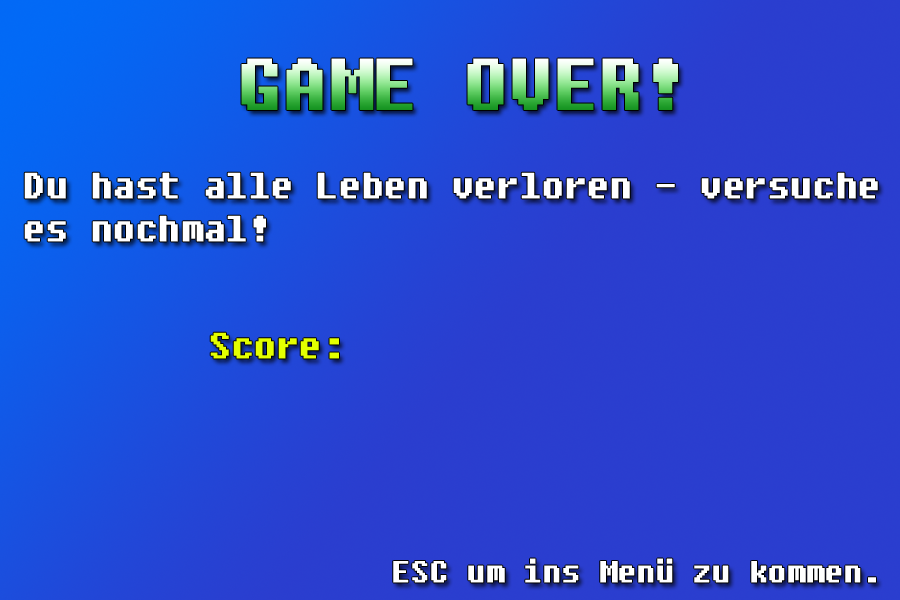 GAME OVER!
Du hast alle Leben verloren - versuche
es nochmal!
Score:
ESC um ins Menü zu kommen.